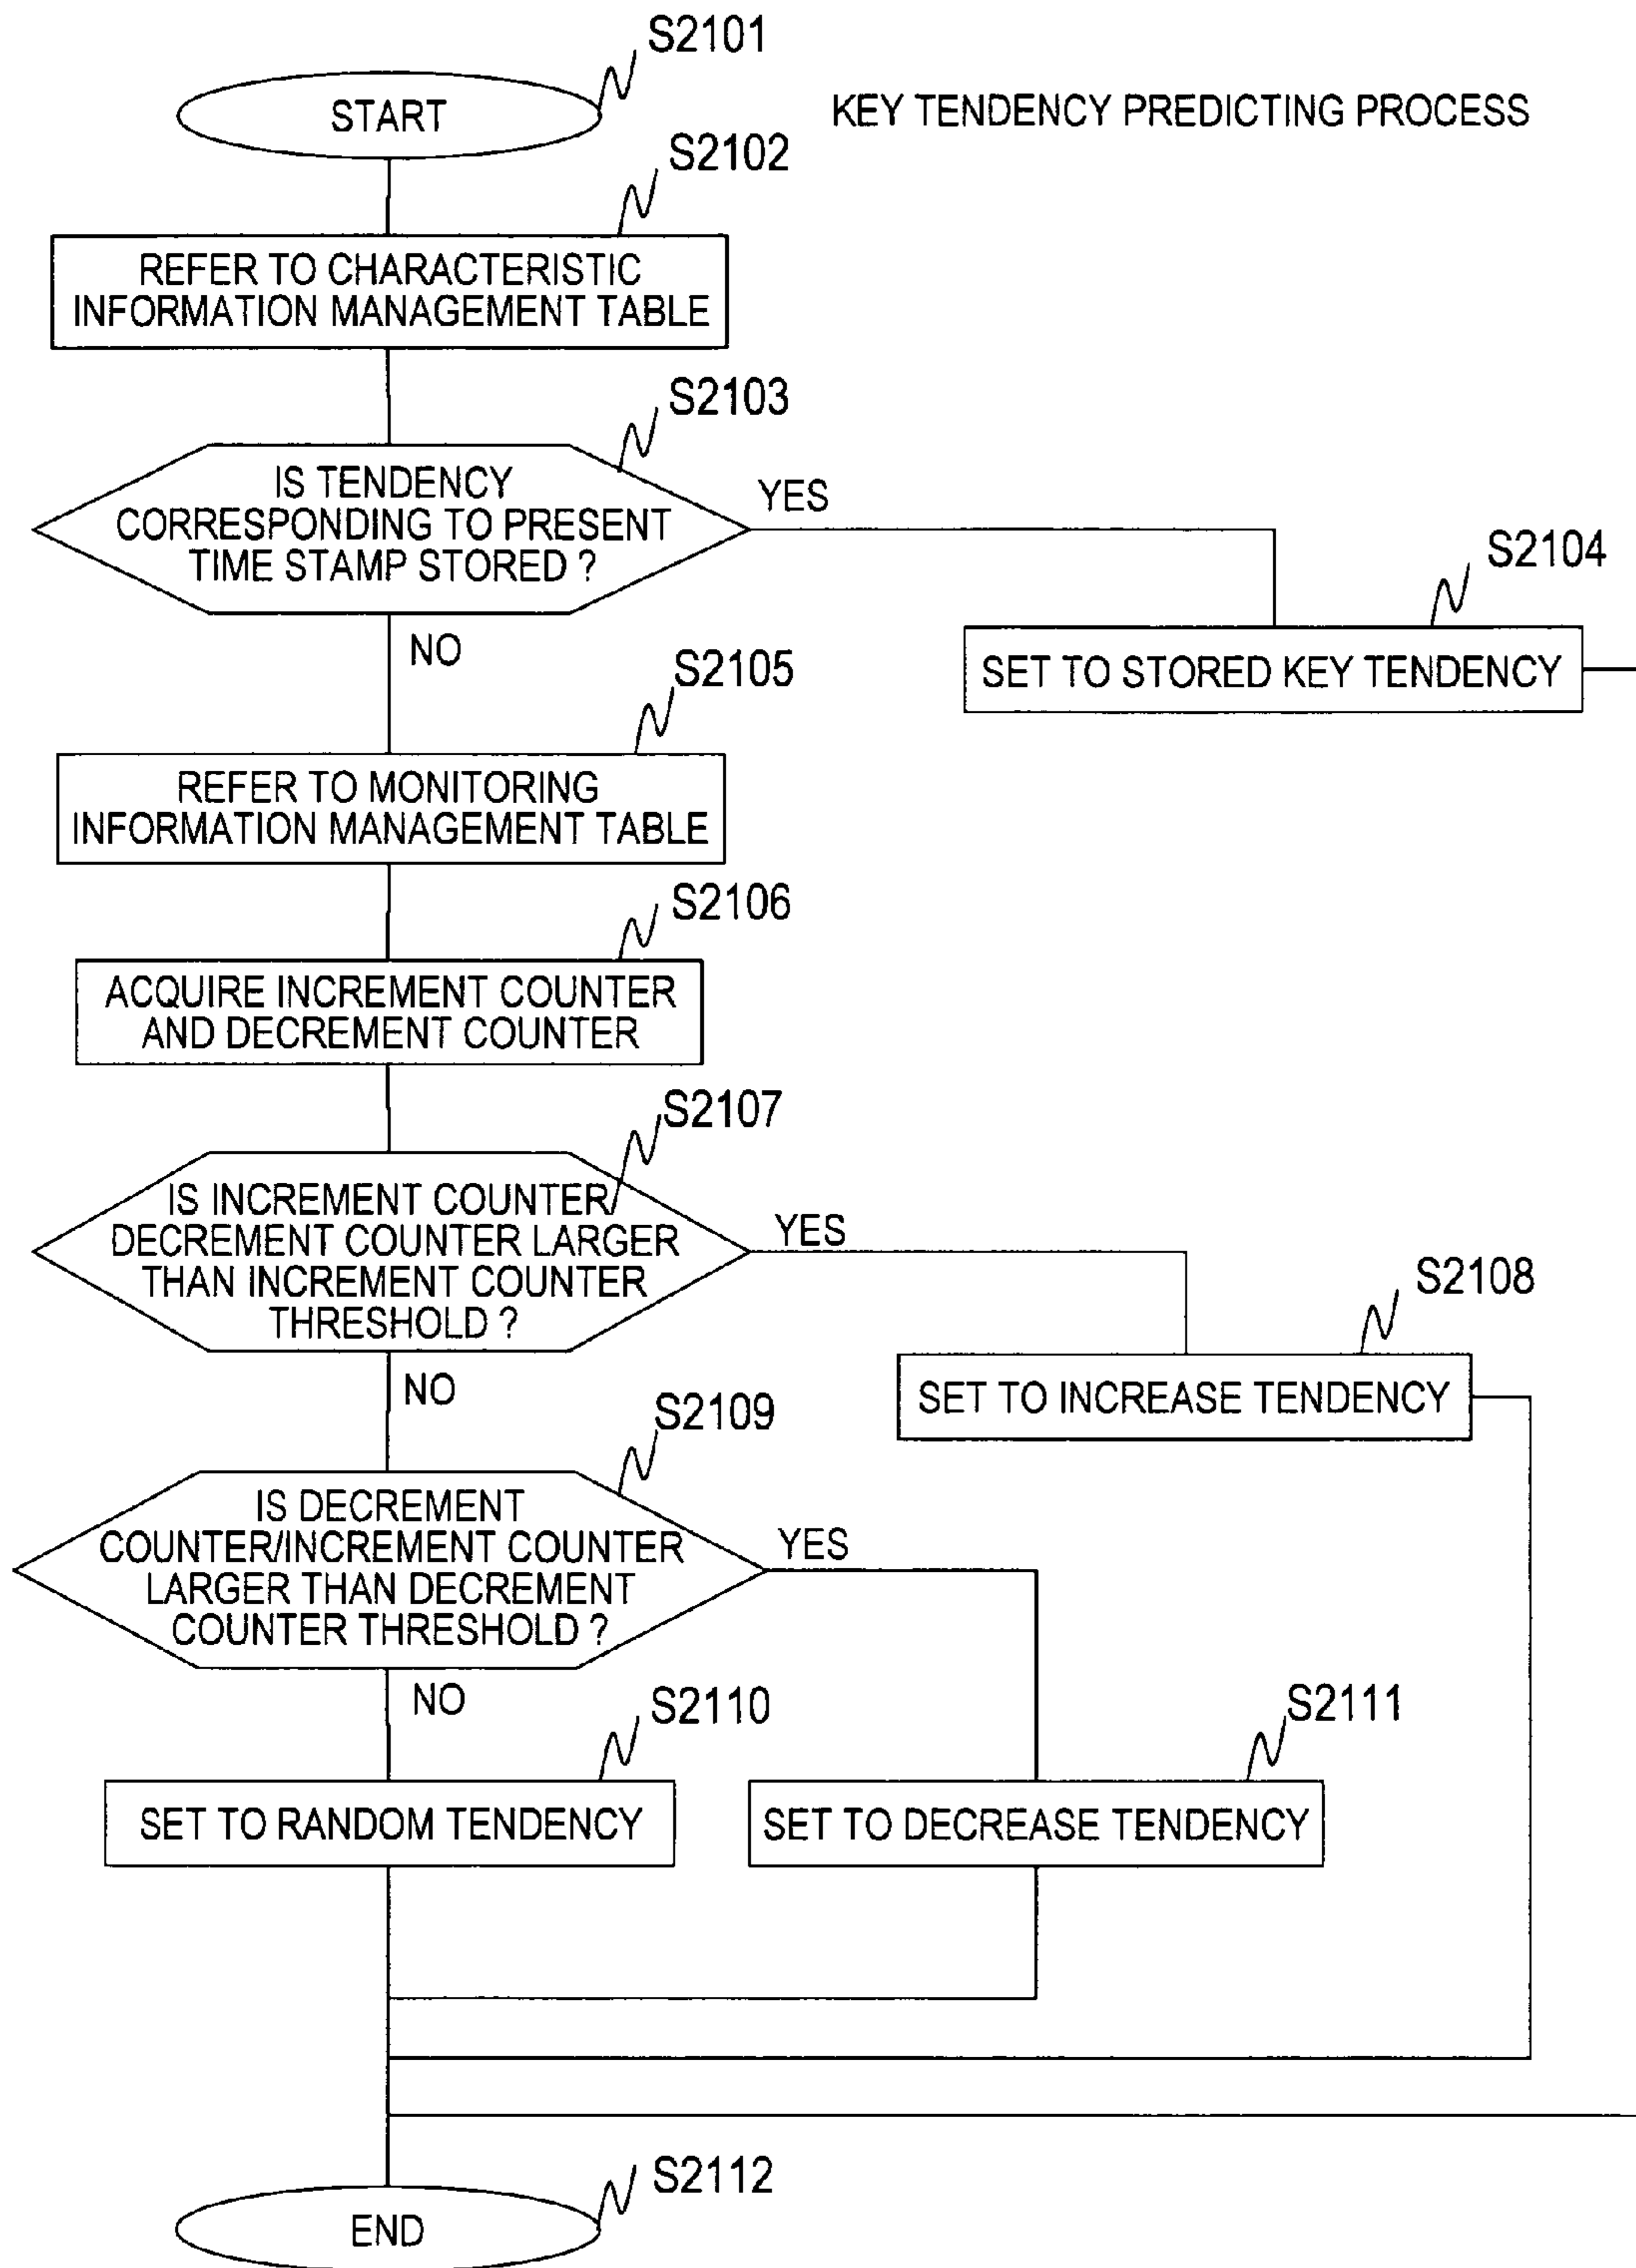 S2101
START
KEY TENDENCY PREDICTING PROCESS
S2102
REFER TO CHARACTERISTIC
INFORMATION MANAGEMENT TABLE
S2103
IS TENDENCY
CORRESPONDING TO PRESENT
TIME STAMP STORED ?
YES
NO
S2104
SET TO STORED KEY TENDENCY
S2105
REFER TO MONITORING
INFORMATION MANAGEMENT TABLE
S2106
ACQUIRE INCREMENT COUNTER
AND DECREMENT COUNTER
S2107
IS INCREMENT COUNTER/
DECREMENT COUNTER LARGER
THAN INCREMENT COUNTER
THRESHOLD ?
YES
NO
S2108
SET TO INCREASE TENDENCY
S2109
IS DECREMENT
COUNTER/INCREMENT COUNTER
LARGER THAN DECREMENT
COUNTER THRESHOLD ?
YES
NO
S2110
SET TO RANDOM TENDENCY
S2111
SET TO DECREASE TENDENCY
S2112
END